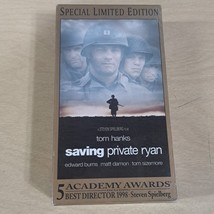 SPECIAL LIMITED EDITION
tom hanks
saving private ryan
edward burns matt damon tom sizemore
5 ACADEMY AWARDS
BEST DIRECTOR 1998 Steven Spielberg